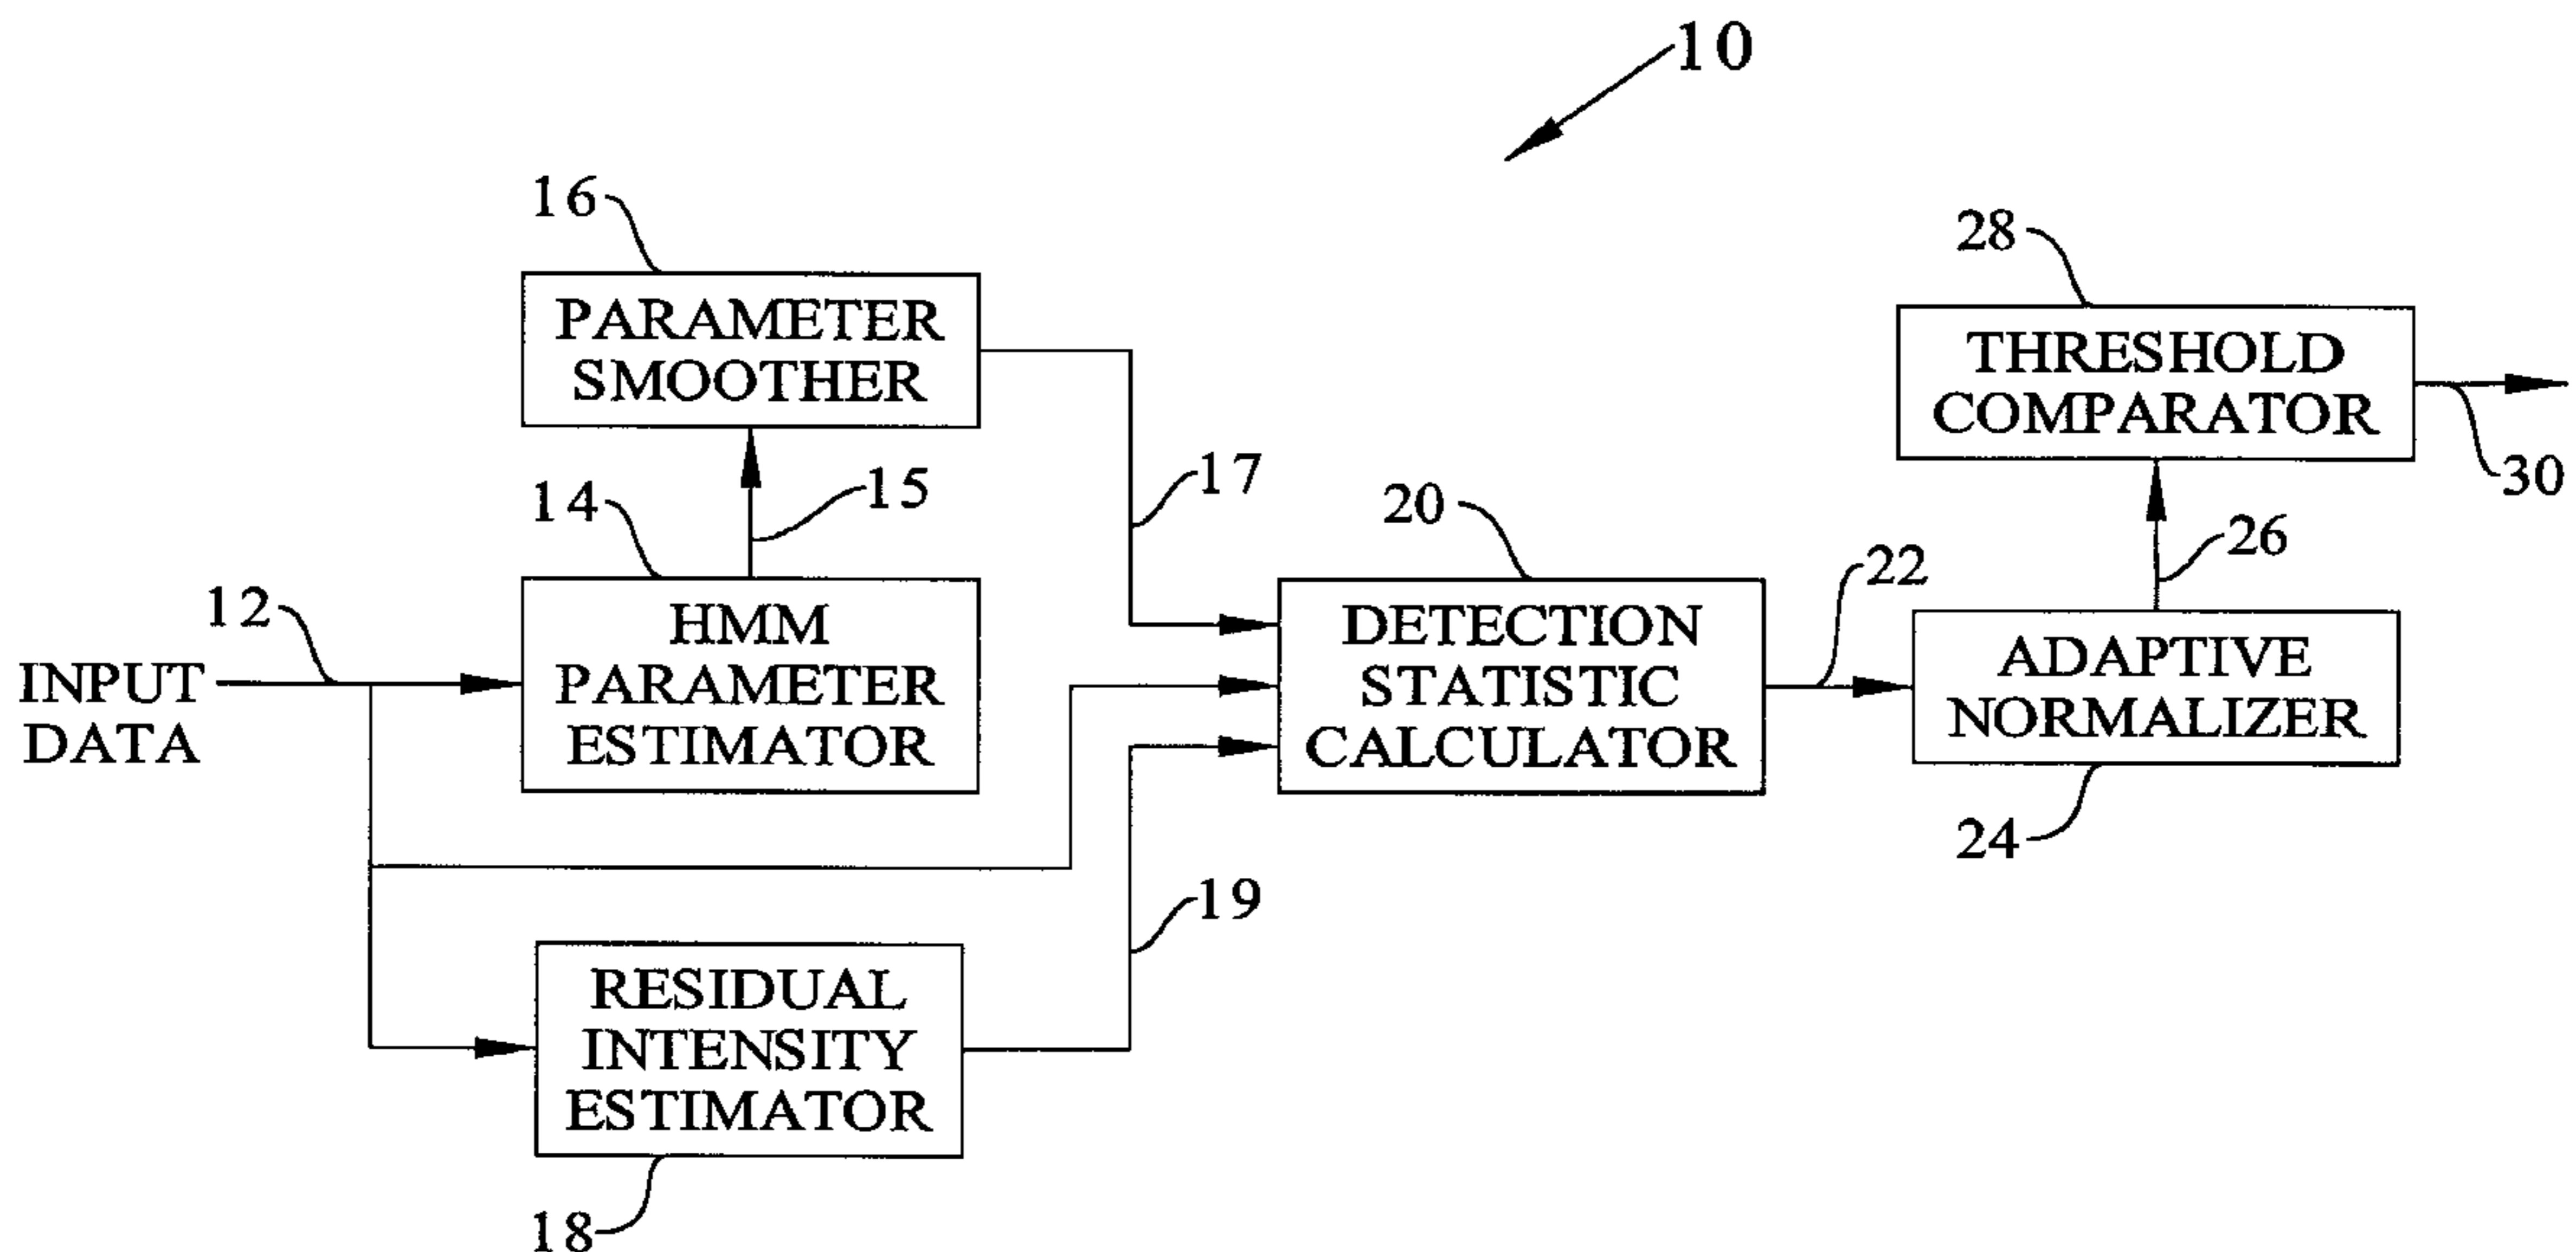 10
16
PARAMETER
SMOOTHER
28
THRESHOLD
COMPARATOR
30
14
15
17
20
26
22
12
INPUT
DATA
HMM
PARAMETER
ESTIMATOR
DETECTION
STATISTIC
CALCULATOR
ADAPTIVE
NORMALIZER
24
19
RESIDUAL
INTENSITY
ESTIMATOR
18